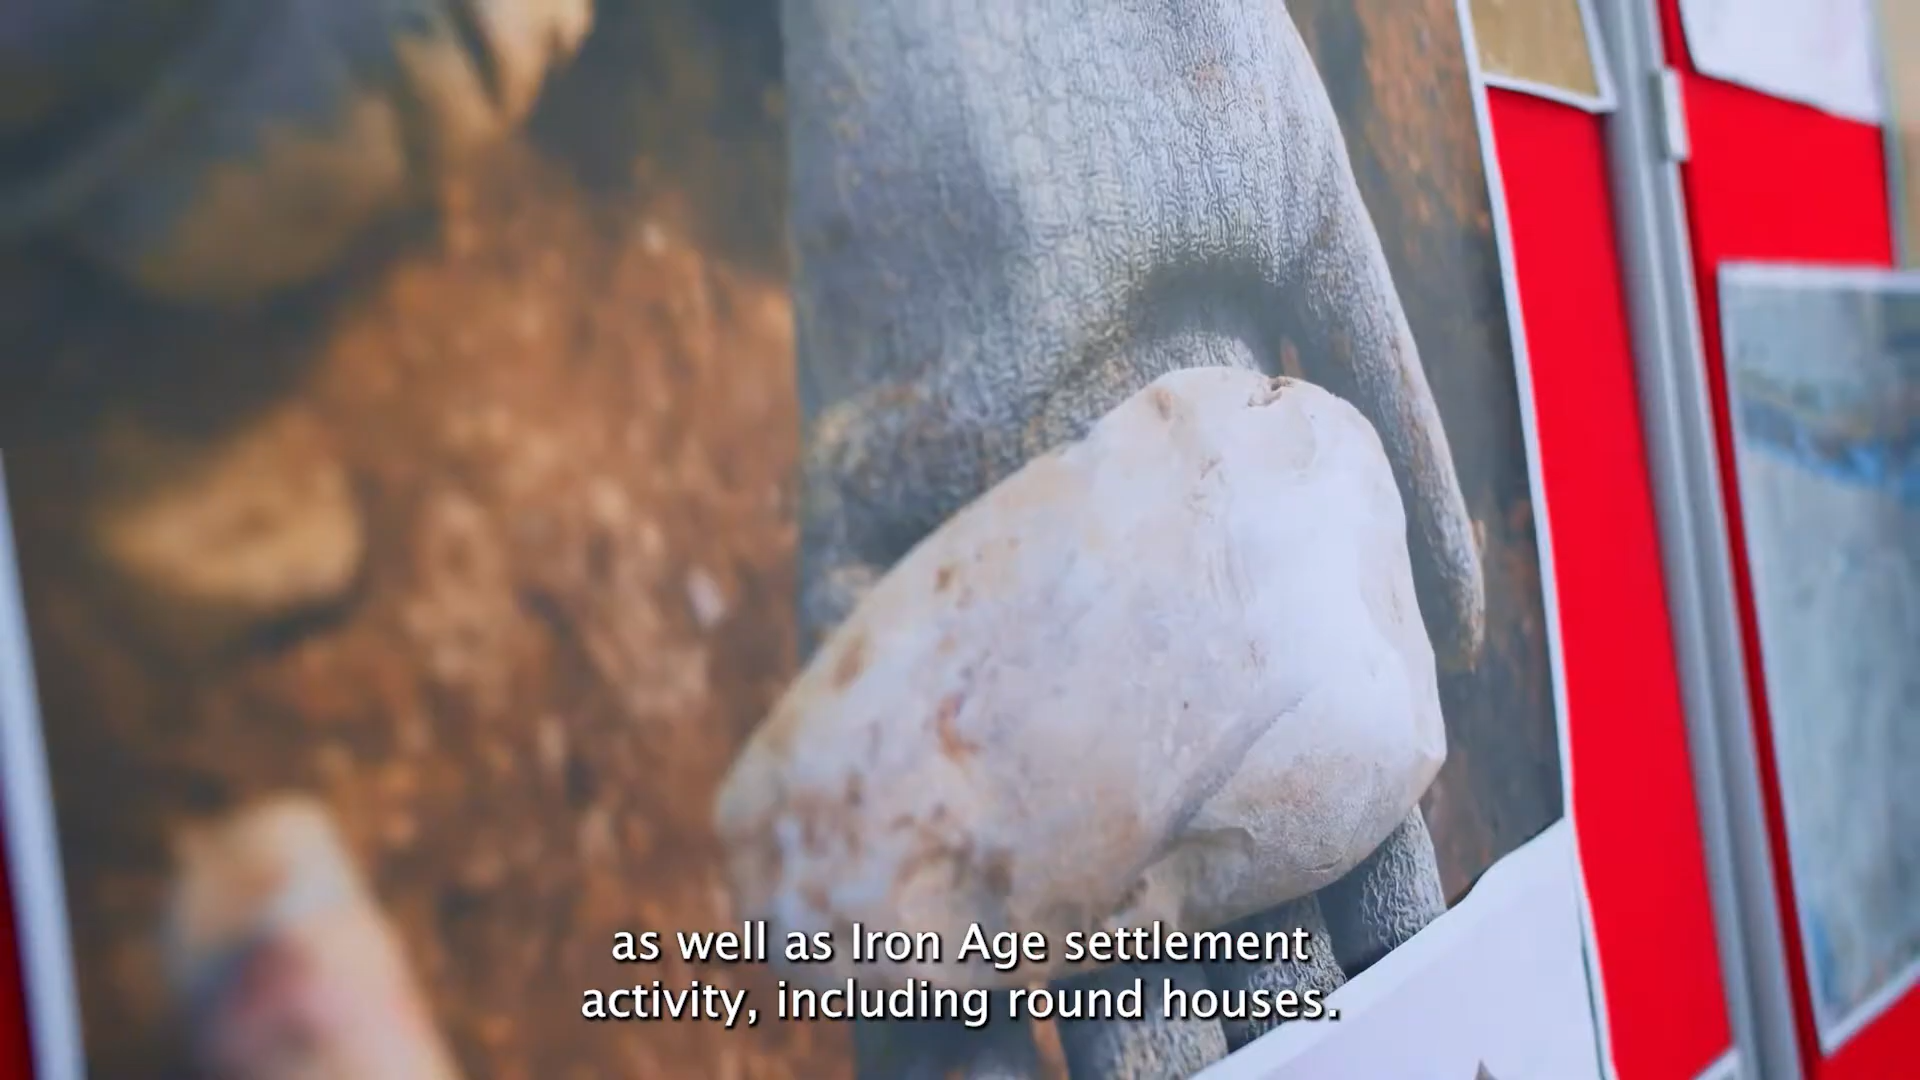 as well as Iron Age settlement
activity, including round houses.